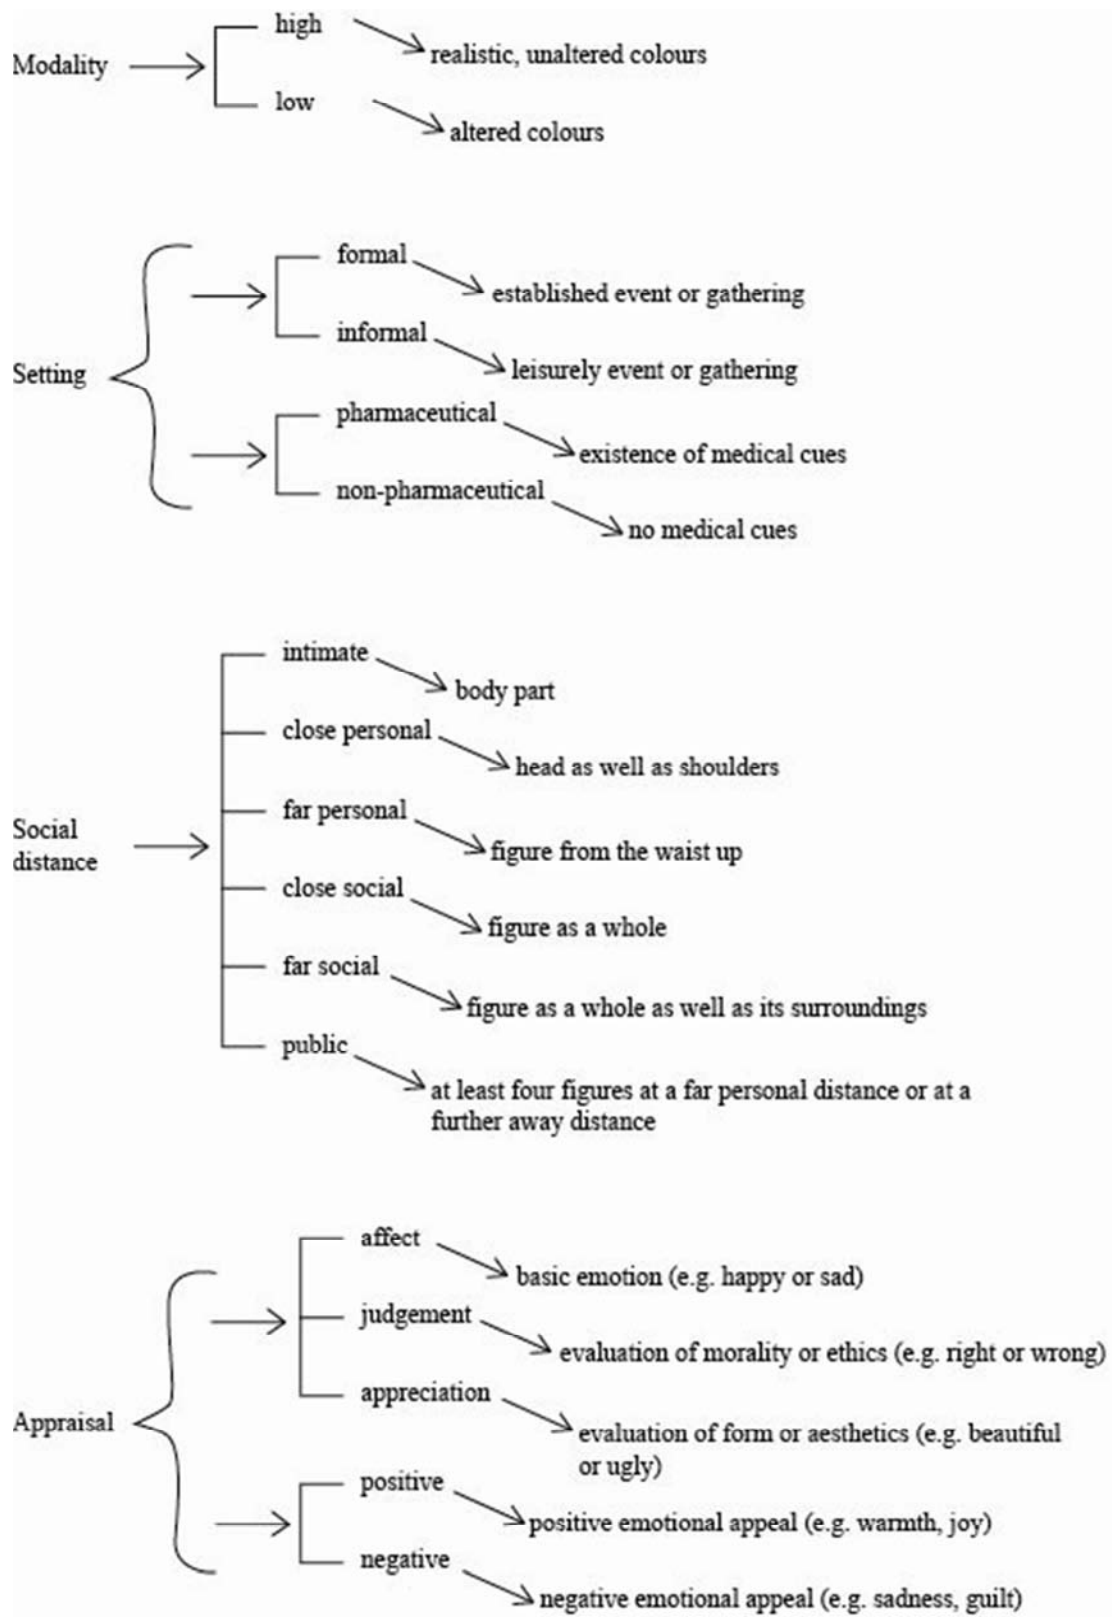 Modality
high
realistic, unaltered colours
low
altered colours
Setting
formal
established event or gathering
informal
leisurely event or gathering
pharmaceutical
existence of medical cues
non-pharmaceutical
no medical cues
Social
distance
intimate
body part
close personal
head as well as shoulders
far personal
figure from the waist up
close social
figure as a whole
far social
figure as a whole as well as its surroundings
public
at least four figures at a far personal distance or at a
further away distance
Appraisal
affect
basic emotion (e.g. happy or sad)
judgement
evaluation of morality or ethics (e.g. right or wrong)
appreciation
evaluation of form or aesthetics (e.g. beautiful
or ugly)
positive
positive emotional appeal (e.g. warmth, joy)
negative
negative emotional appeal (e.g. sadness, guilt)